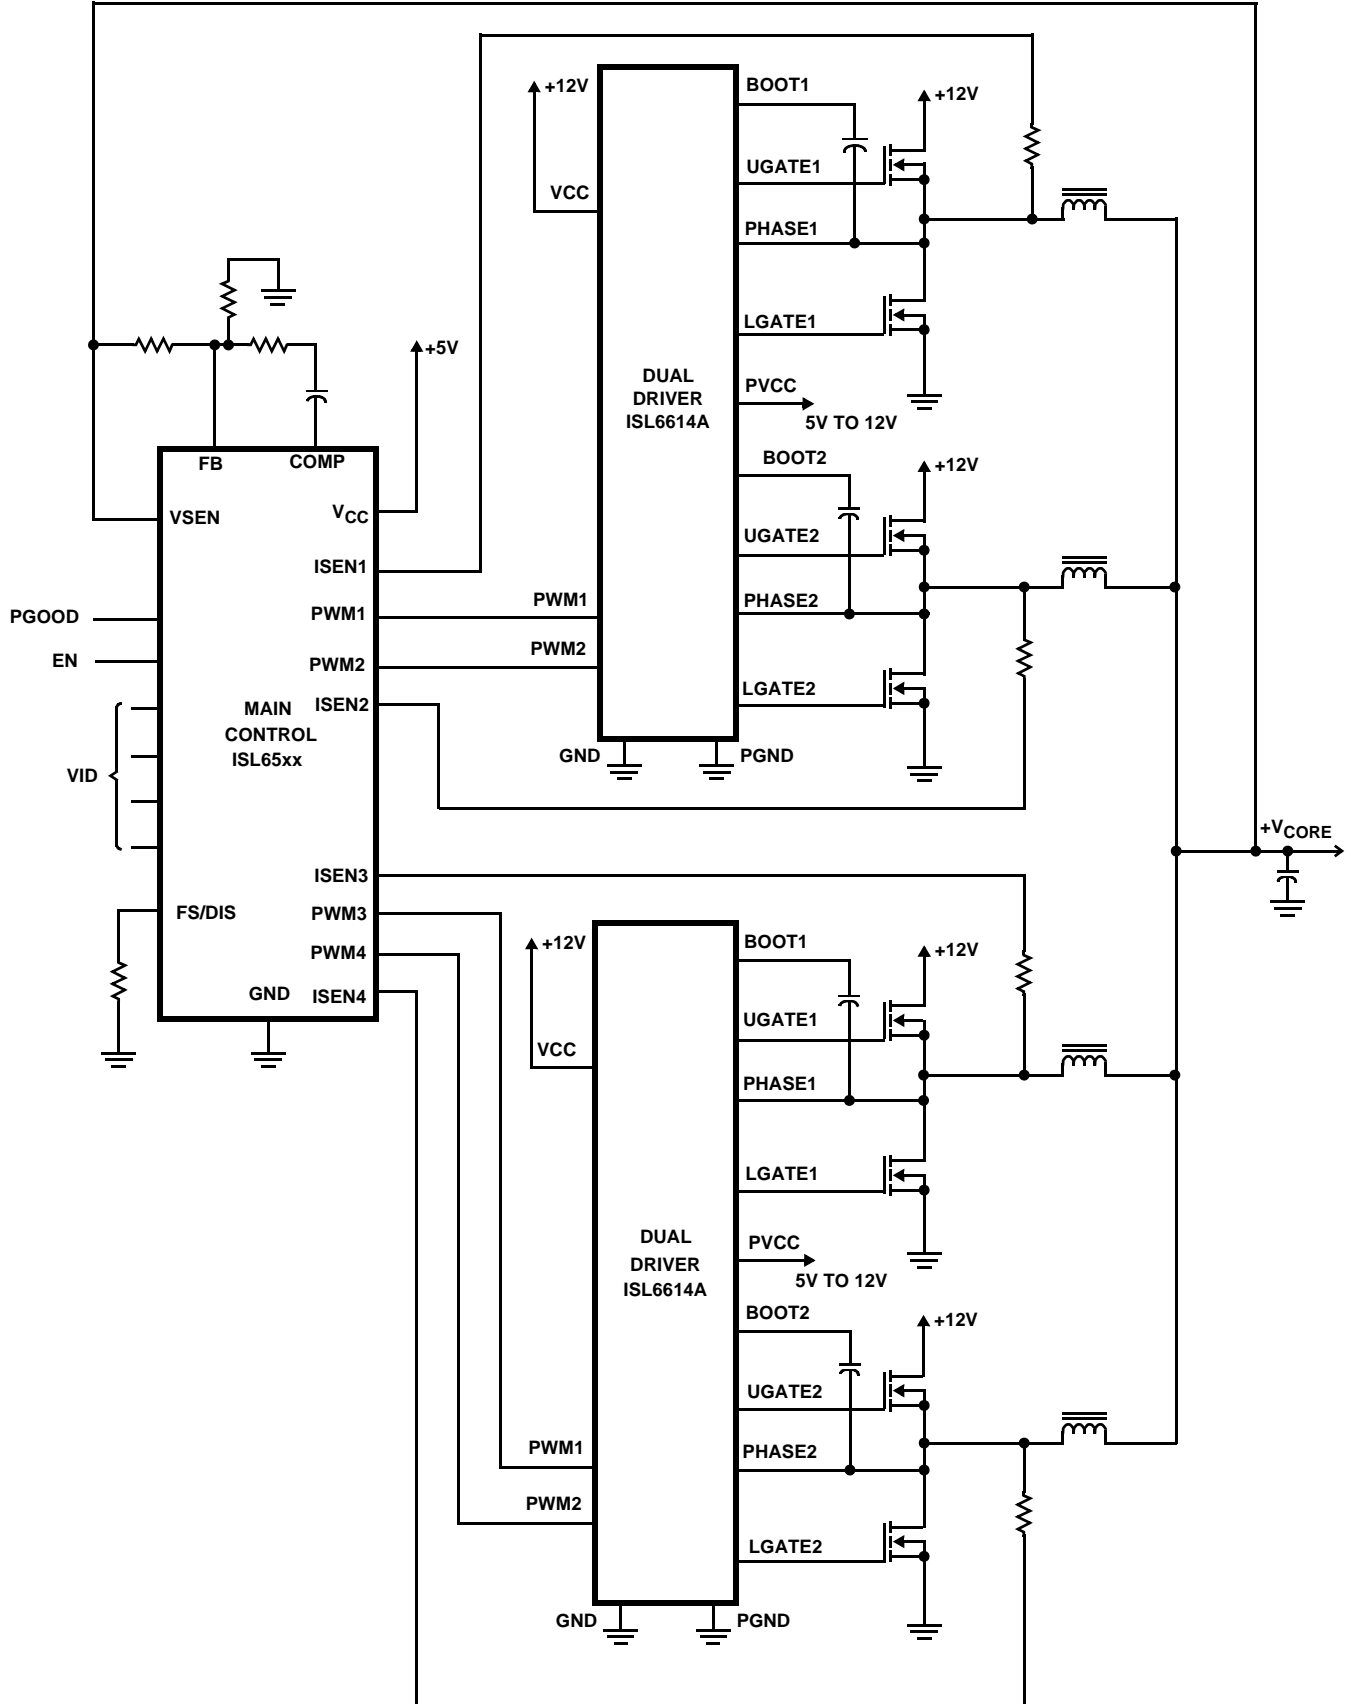 +12V
BOOT1
+12V
UGATE1
VCC
PHASE1
LGATE1
+5V
DUAL
DRIVER
ISL6614A
PVCC
5V TO 12V
BOOT2
+12V
UGATE2
PHASE2
LGATE2
GND
PGND
FB
COMP
VSEN
VCC
ISEN1
PGOOD
PWM1
PWM1
EN
PWM2
PWM2
ISEN2
MAIN
CONTROL
ISL65xx
VID
+VCORE
ISEN3
FS/DIS
PWM3
PWM4
GND
ISEN4
+12V
BOOT1
+12V
UGATE1
VCC
PHASE1
LGATE1
DUAL
DRIVER
ISL6614A
PVCC
5V TO 12V
BOOT2
+12V
UGATE2
PWM1
PHASE2
PWM2
LGATE2
GND
PGND